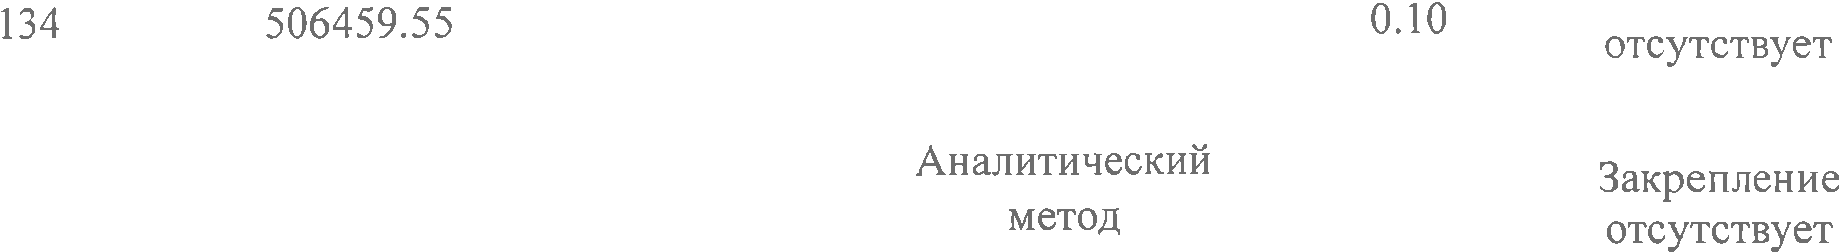 134 506459.55 0.10 отсутствует
Аналитический
метод
Закрепление
отсутствует